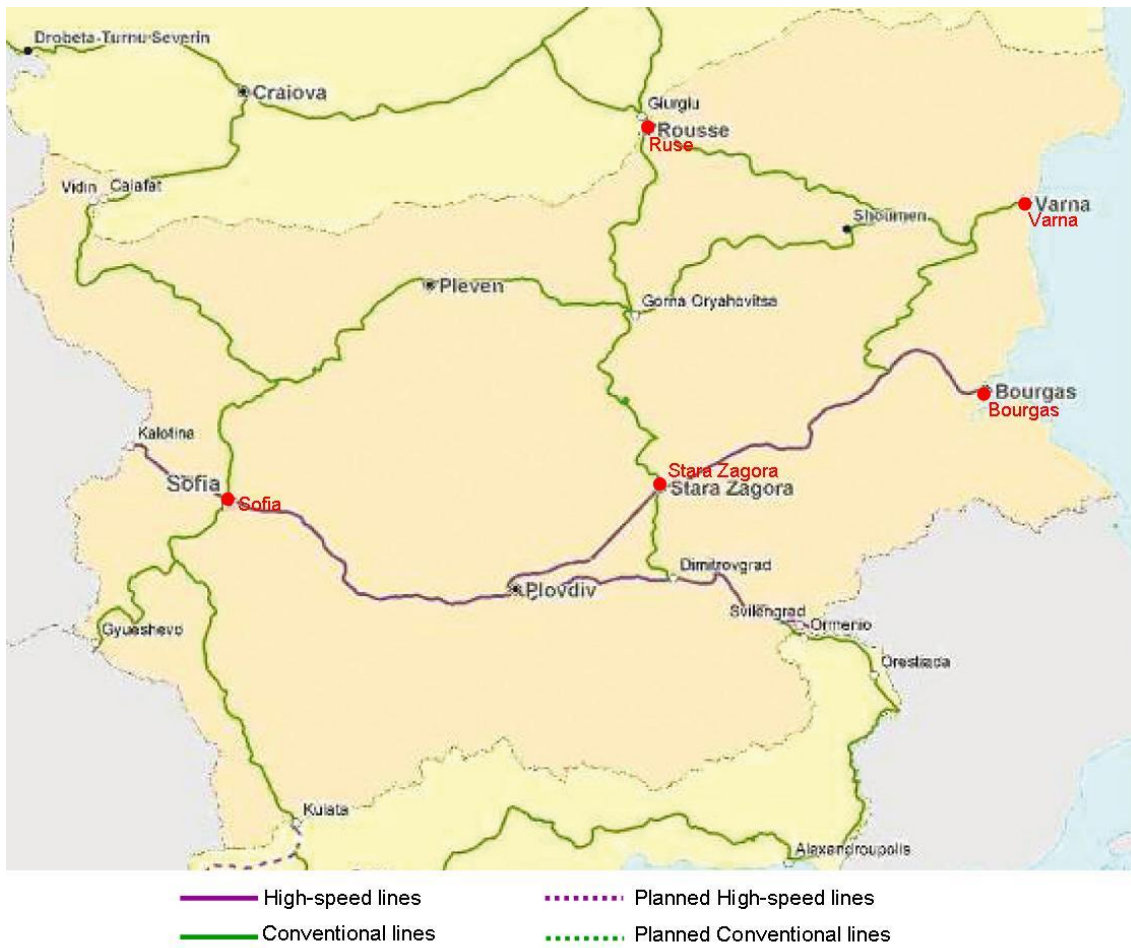 Drobeta-Turnu-Severin
Craiova
Giurgiu
Rousse
Ruse
Vidin
Calafat
Varna
Varna
Shoumen
Pleven
Gorna Oryahovitsa
Bourgas
Bourgas
Kalotina
Stara Zagora
Stara Zagora
Sofia
Sofia
Dimitrovgrad
Plovdiv
Svilengrad
Ormenio
Gyueshevo
Orestiada
Kulata
Alexandroupolis
High-speed lines
Planned High-speed lines
Conventional lines
Planned Conventional lines